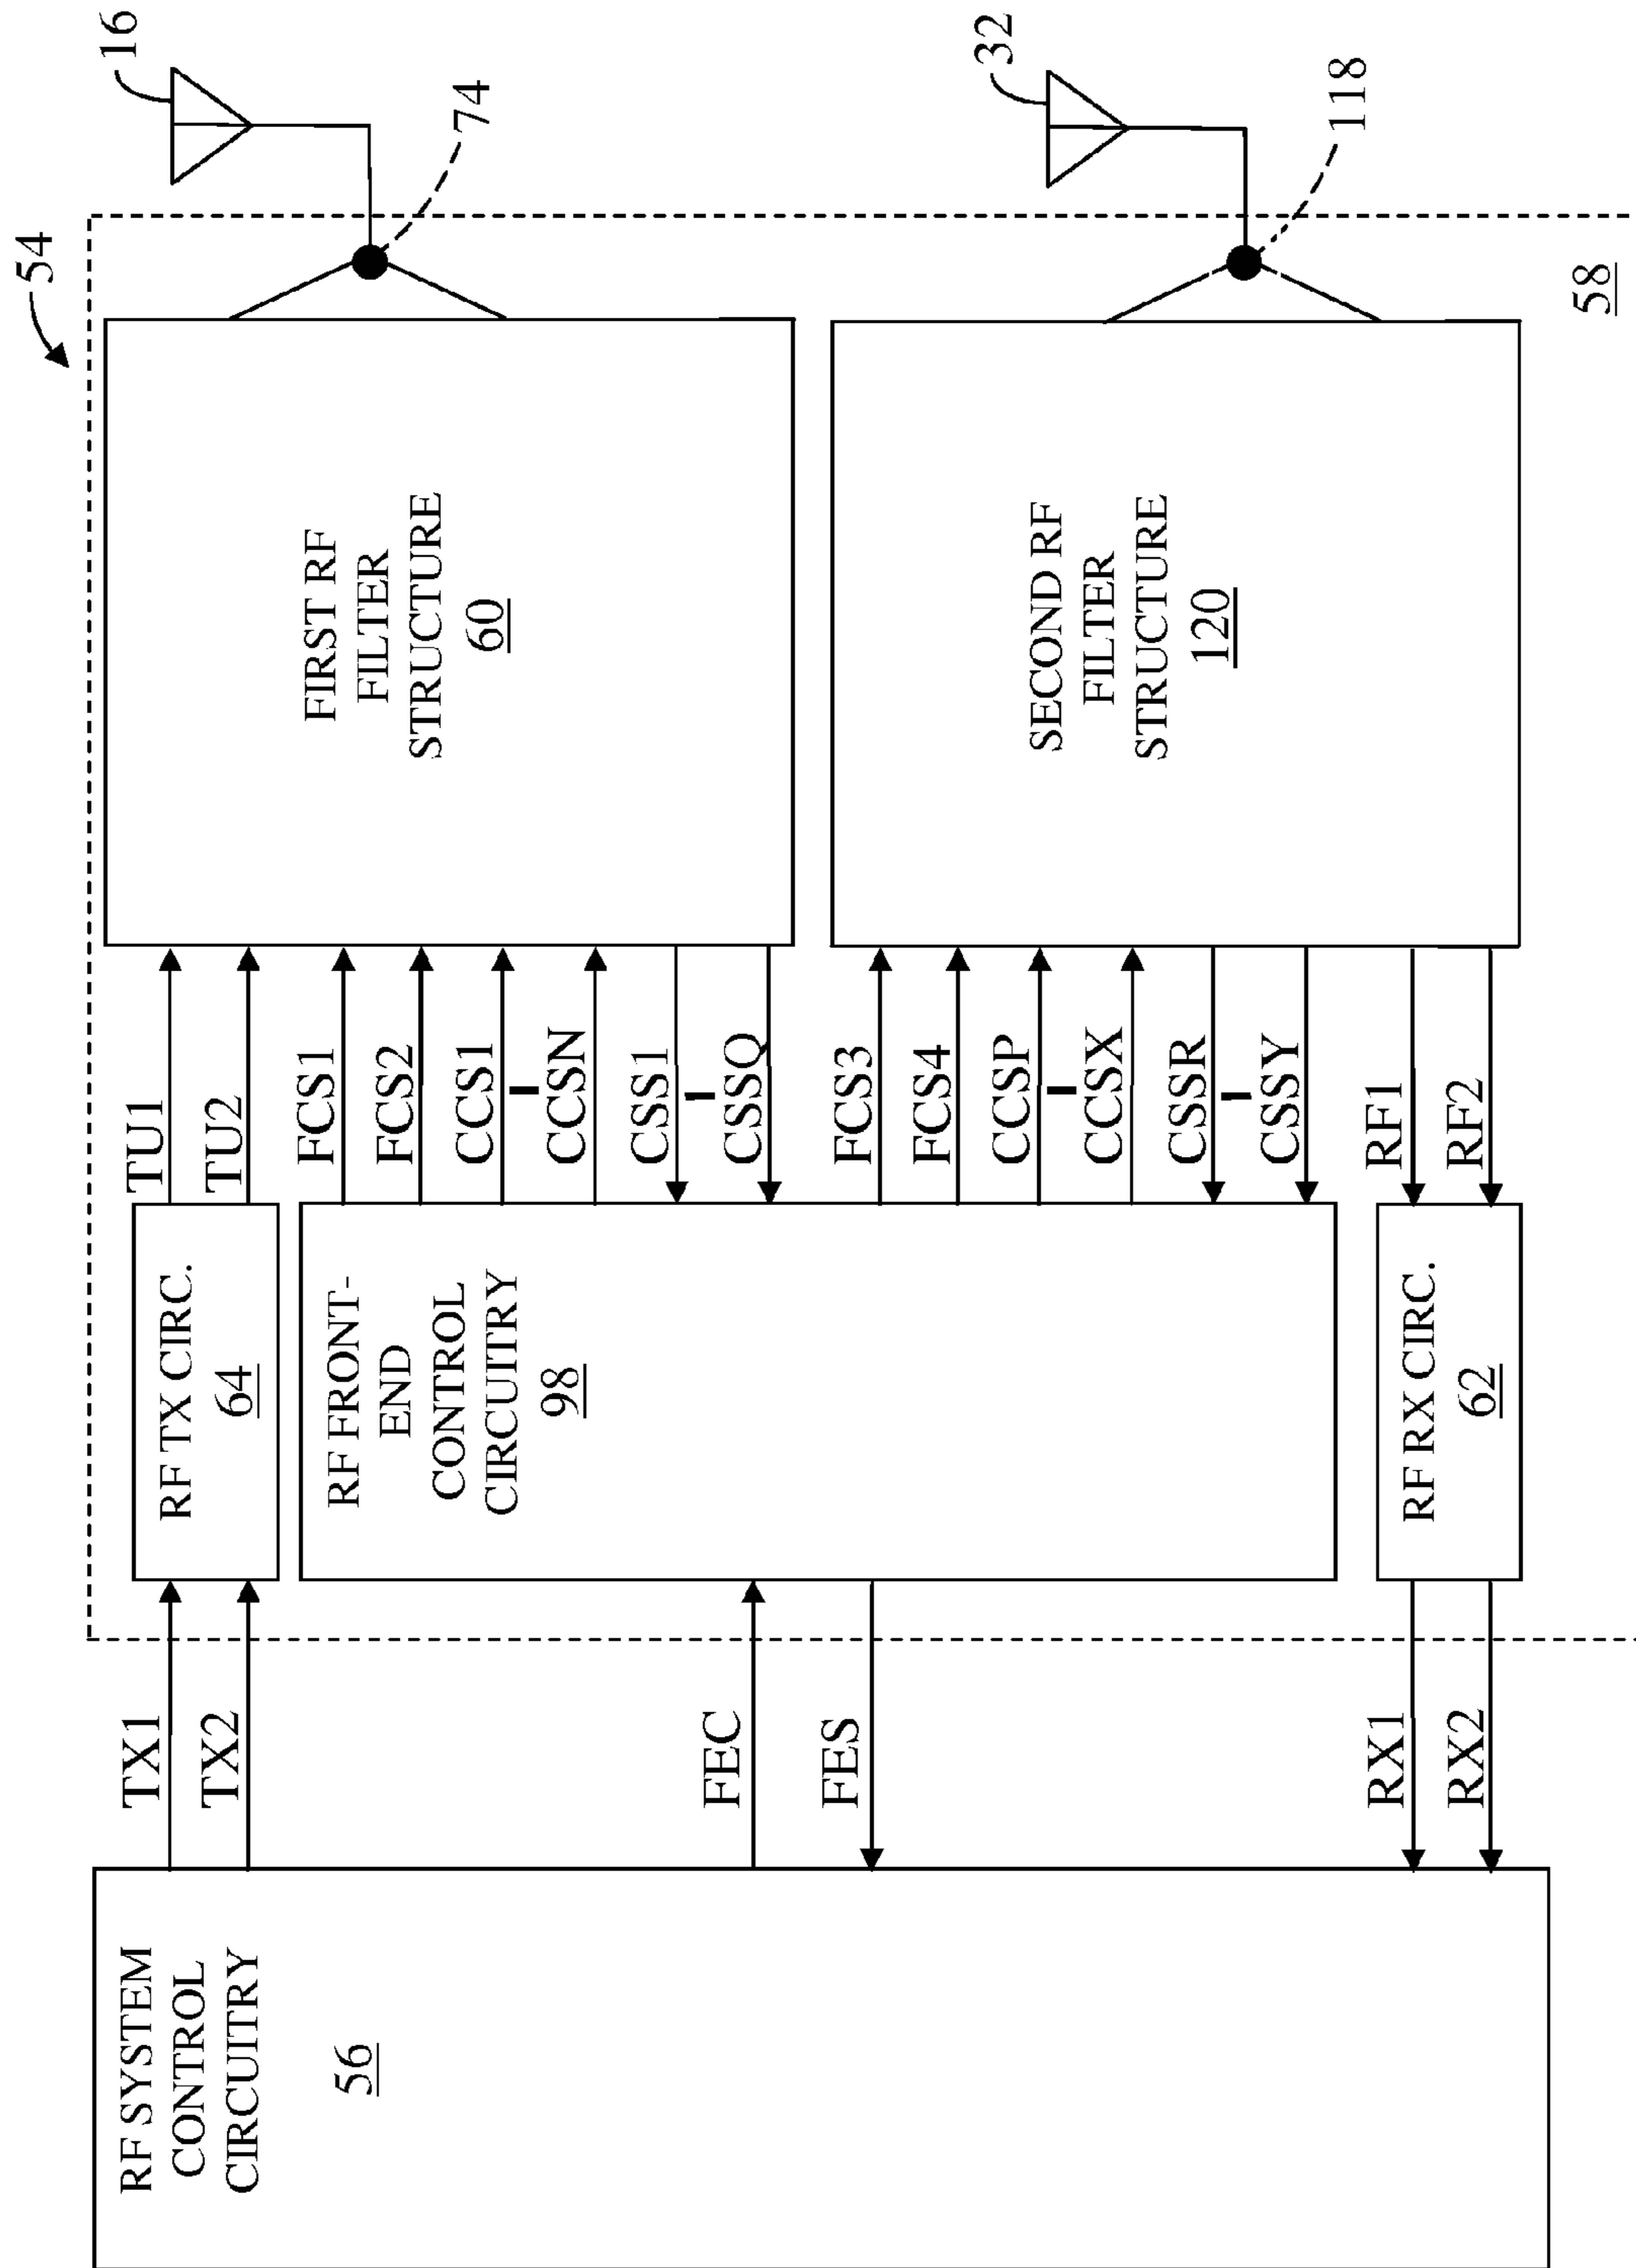 54
RF SYSTEM
CONTROL
CIRCUITRY
56
TX1
TX2
FEC
FES
RX1
RX2
RF TX CIRC.
64
RF FRONT-
END
CONTROL
CIRCUITRY
98
RF RX CIRC.
62
TU1
TU2
FCS1
FCS2
CCS1
CCSN
CSS1
CSSQ
FCS3
FCS4
CCSP
CCSX
CSSR
CSSY
RF1
RF2
FIRST RF
FILTER
STRUCTURE
60
SECOND RF
FILTER
STRUCTURE
120
16
74
32
118
58